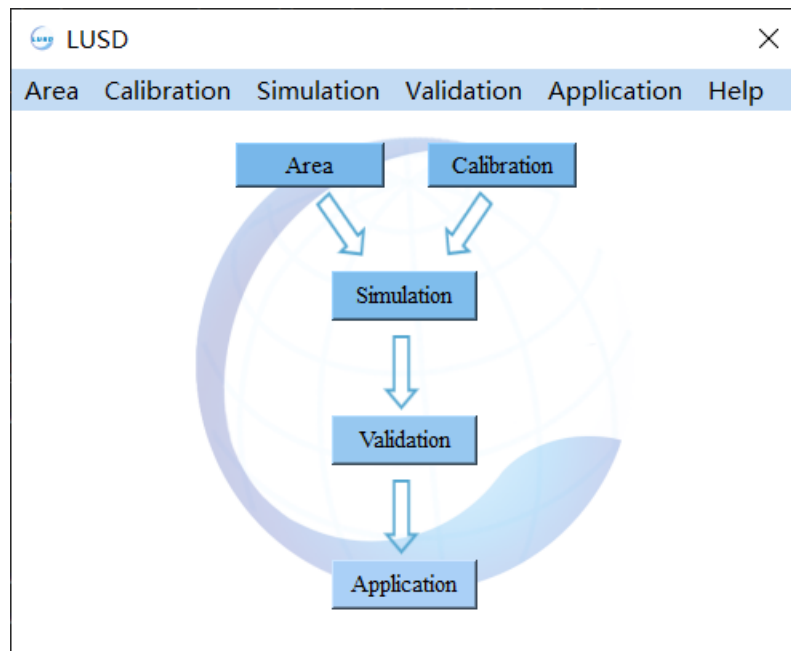 LUSD
Area Calibration Simulation Validation Application Help
Area Calibration
Simulation
Validation
Application